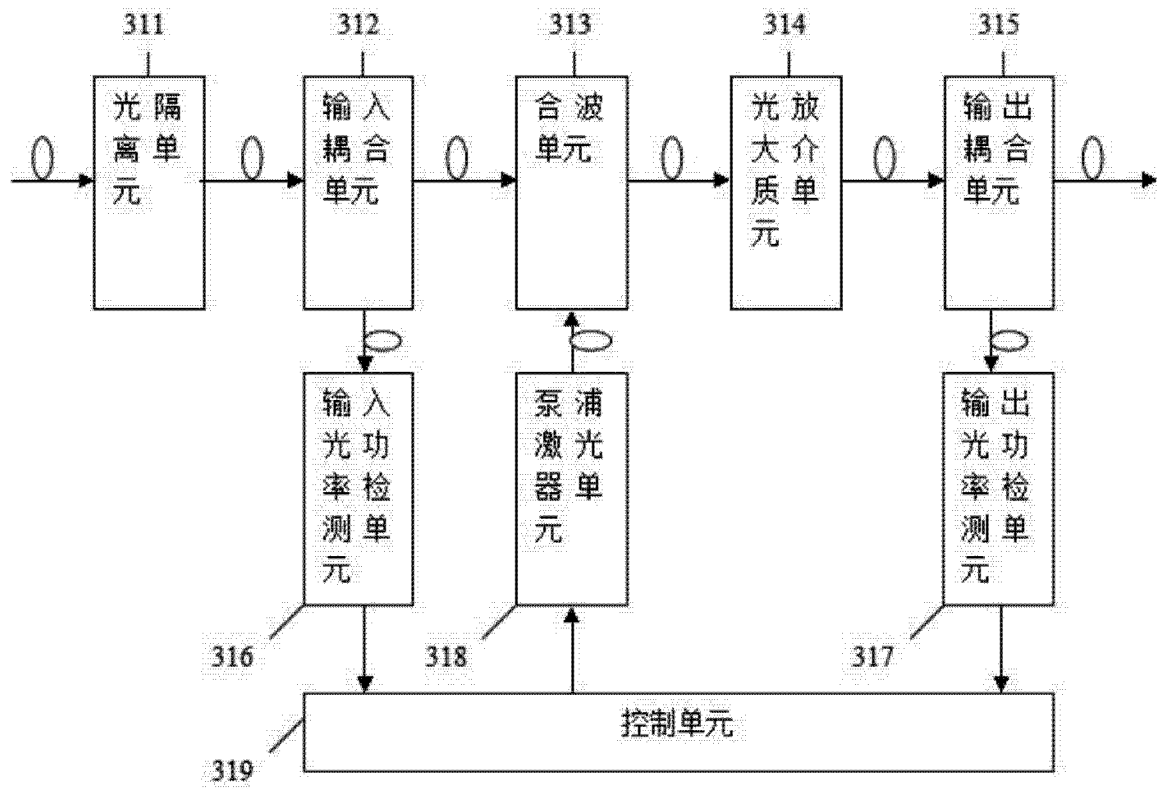 311
312
313
314
315
光隔
离单
元
输入
耦合
单元
合波
单元
光放
大介
质单
元
输出
耦合
单元
输入
光功
率检
测单
元
泵浦
激光
器单
元
输出
光功
率检
测单
元
316
318
317
控制单元
319